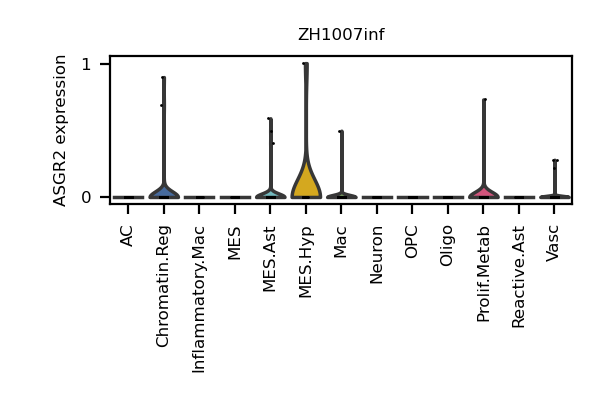 ZH1007inf
ASGR2 expression
1
0
AC
Chromatin.Reg
Inflammatory.Mac
MES
MES.Ast
MES.Hyp
Mac
Neuron
OPC
Oligo
Prolif.Metab
Reactive.Ast
Vasc